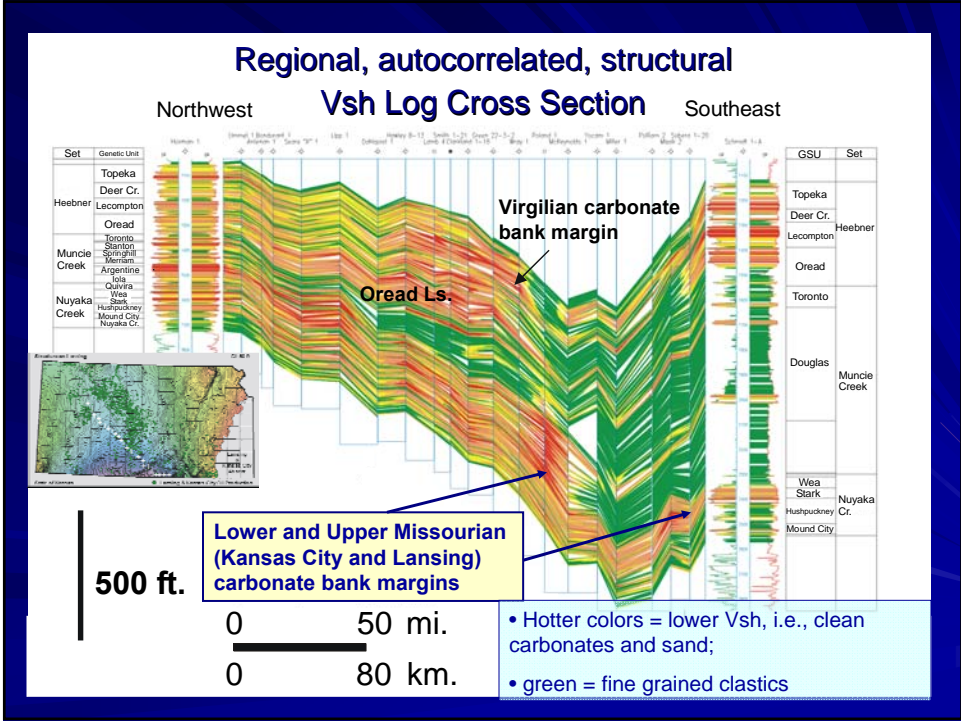 Regional, autocorrelated, structural
Vsh Log Cross Section
Northwest
Southeast
Set
Genetic Unit
Topeka
Deer Cr.
Heebner
Lecompton
Oread
Toronto
Stanton
Springhill
Merriam
Muncie
Creek
Argentine
Iola
Quivira
Wea
Stark
Nuyaka
Creek
Hushpuckney
Mound City
Nuyaka Cr.
GSU
Set
Topeka
Deer Cr.
Heebner
Lecompton
Oread
Toronto
Douglas
Muncie
Creek
Wea
Stark
Nuyaka
Cr.
Hushpuckney
Mound City
Virgilian carbonate
bank margin
Oread Ls.
Lower and Upper Missourian
(Kansas City and Lansing)
carbonate bank margins
500 ft.
0 50 mi.
0 80 km.
• Hotter colors = lower Vsh, i.e., clean
carbonates and sand;
• green = fine grained clastics